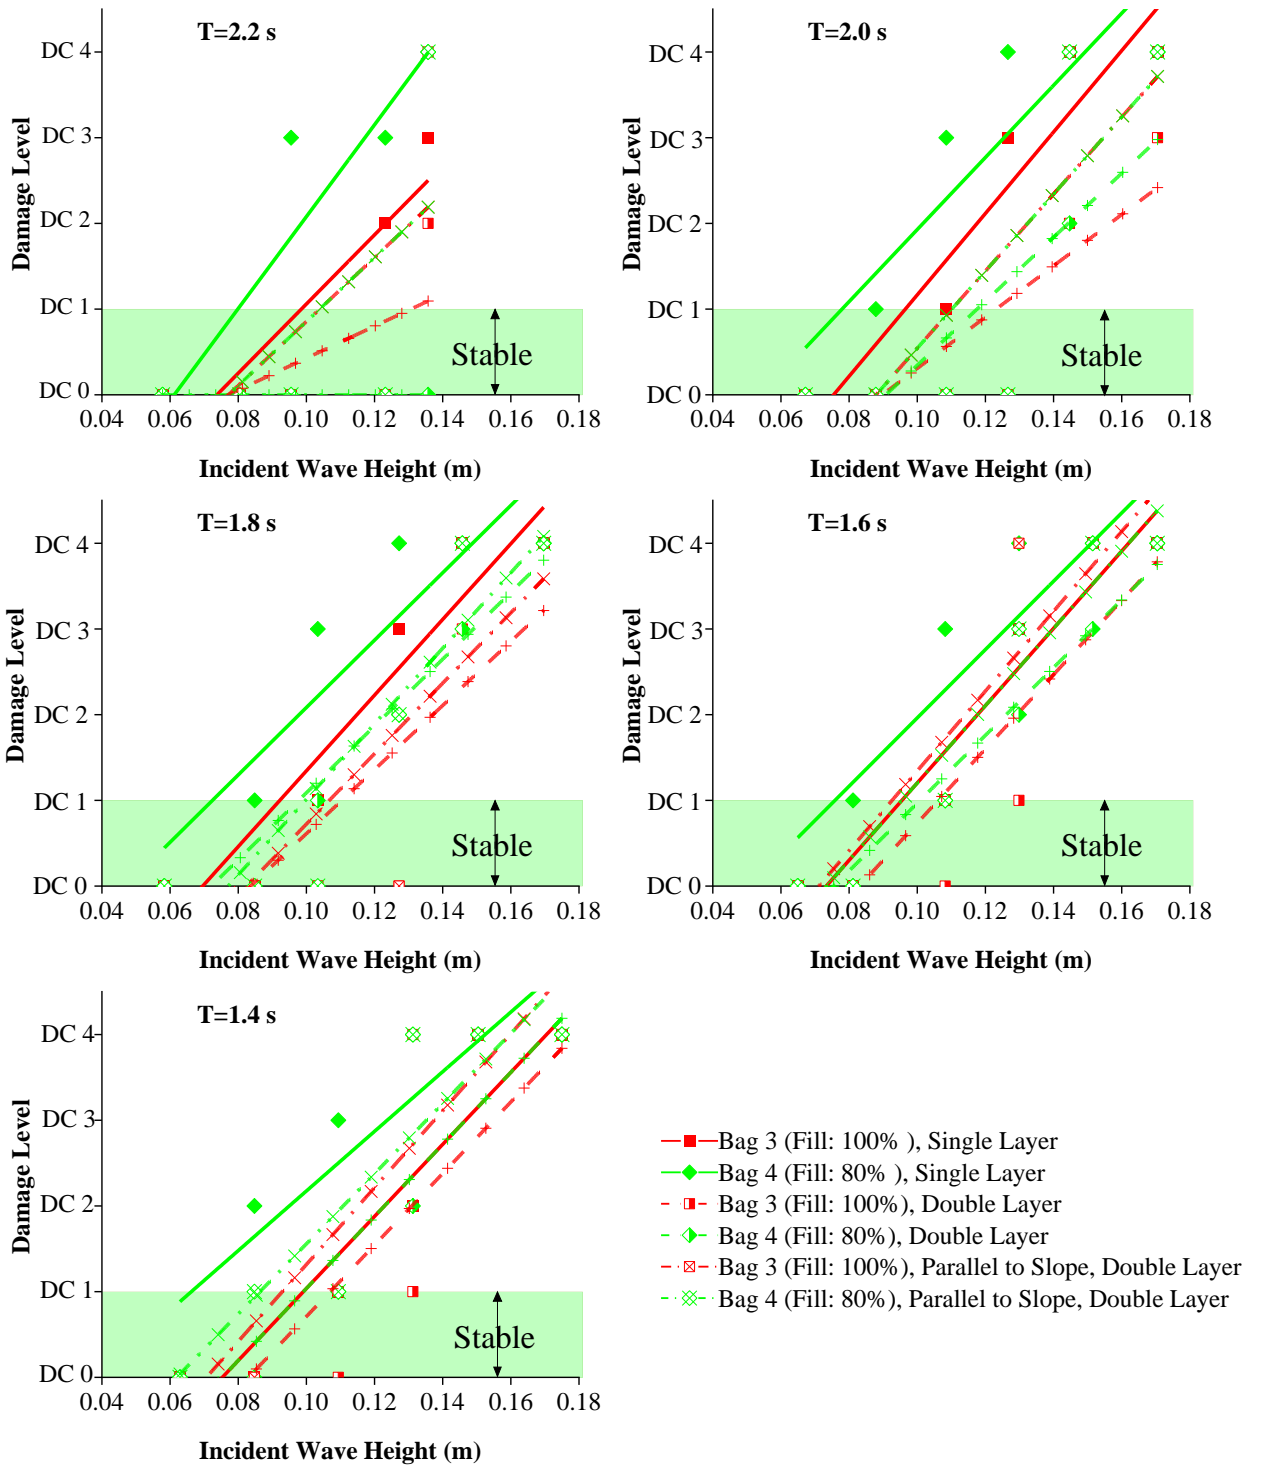 T=2.2 s
DC 4
DC 3
DC 2
DC 1
DC 0
Damage Level
Stable
0.04 0.06 0.08 0.10 0.12 0.14 0.16 0.18
Incident Wave Height (m)
T=2.0 s
DC 4
DC 3
DC 2
DC 1
DC 0
Damage Level
Stable
0.04 0.06 0.08 0.10 0.12 0.14 0.16 0.18
Incident Wave Height (m)
T=1.8 s
DC 4
DC 3
DC 2
DC 1
DC 0
Damage Level
Stable
0.04 0.06 0.08 0.10 0.12 0.14 0.16 0.18
Incident Wave Height (m)
T=1.6 s
DC 4
DC 3
DC 2
DC 1
DC 0
Damage Level
Stable
0.04 0.06 0.08 0.10 0.12 0.14 0.16 0.18
Incident Wave Height (m)
T=1.4 s
DC 4
DC 3
DC 2
DC 1
DC 0
Damage Level
Stable
0.04 0.06 0.08 0.10 0.12 0.14 0.16 0.18
Incident Wave Height (m)
Bag 3 (Fill: 100% ), Single Layer
Bag 4 (Fill: 80% ), Single Layer
Bag 3 (Fill: 100%), Double Layer
Bag 4 (Fill: 80%), Double Layer
Bag 3 (Fill: 100%), Parallel to Slope, Double Layer
Bag 4 (Fill: 80%), Parallel to Slope, Double Layer